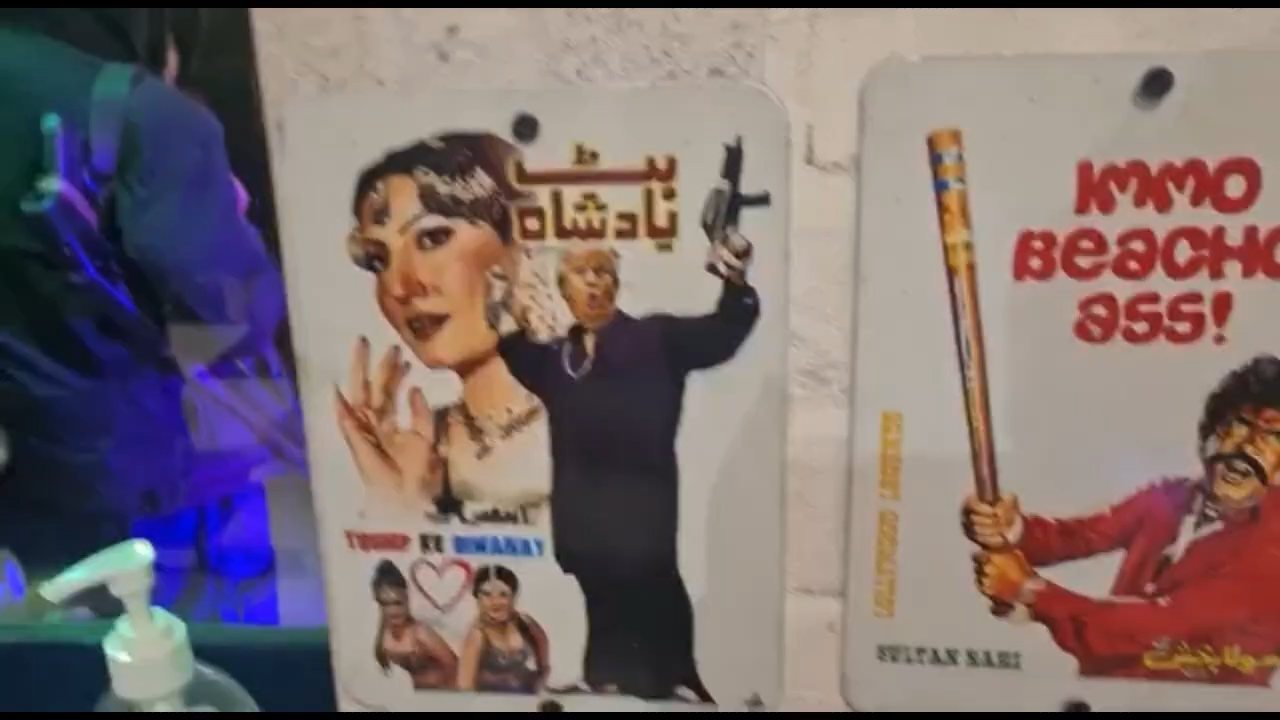 بٹ
بادشاہ
TRUMP KE DIWANAY
IMMO
BEACHO
ASS!
SULTAN RAHI